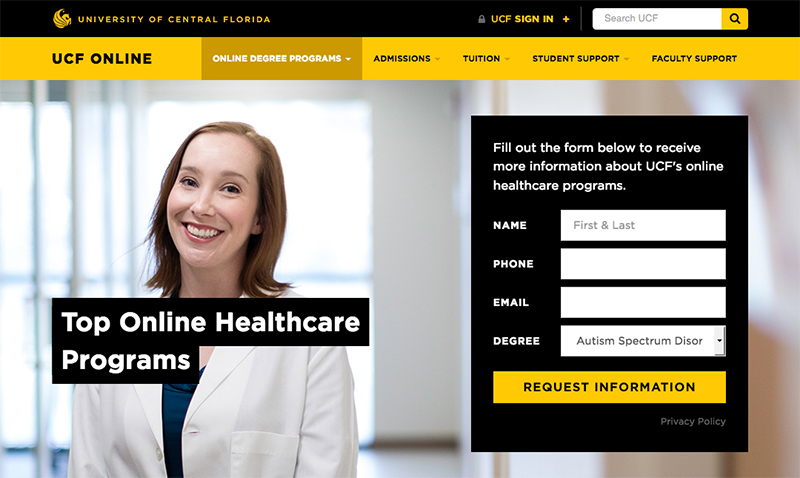 UNIVERSITY OF CENTRAL FLORIDA
UCF SIGN IN +
Search UCF
UCF ONLINE
ONLINE DEGREE PROGRAMS
ADMISSIONS
TUITION
STUDENT SUPPORT
FACULTY SUPPORT
Top Online Healthcare
Programs
Fill out the form below to receive
more information about UCF's online
healthcare programs.
NAME
First & Last
PHONE
EMAIL
DEGREE
Autism Spectrum Disor
REQUEST INFORMATION
Privacy Policy